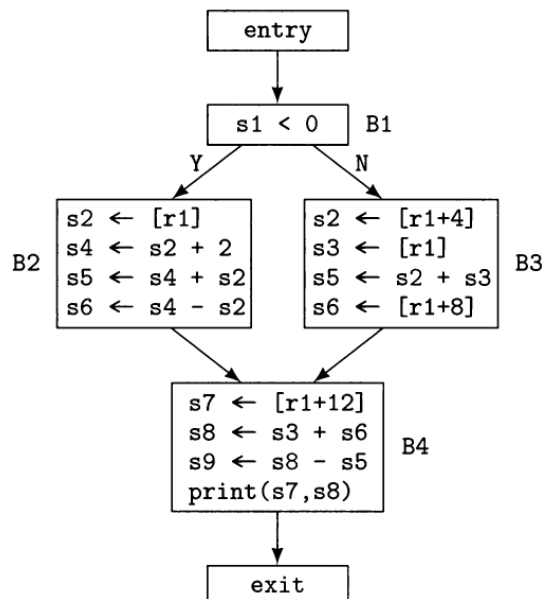 entry
s1 < 0
B1
Y
N
B2
s2 ← [r1]
s4 ← s2 + 2
s5 ← s4 + s2
s6 ← s4 - s2
s2 ← [r1+4]
s3 ← [r1]
s5 ← s2 + s3
s6 ← [r1+8]
B3
s7 ← [r1+12]
s8 ← s3 + s6
s9 ← s8 - s5
print(s7,s8)
B4
exit